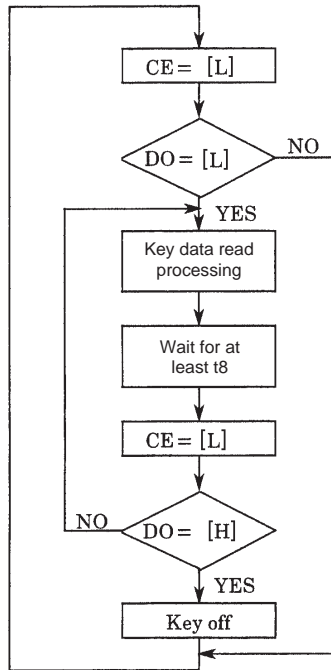 CE = [L]
DO = [L]
NO
YES
Key data read
processing
Wait for at
least t8
CE = [L]
DO = [H]
NO
YES
Key off